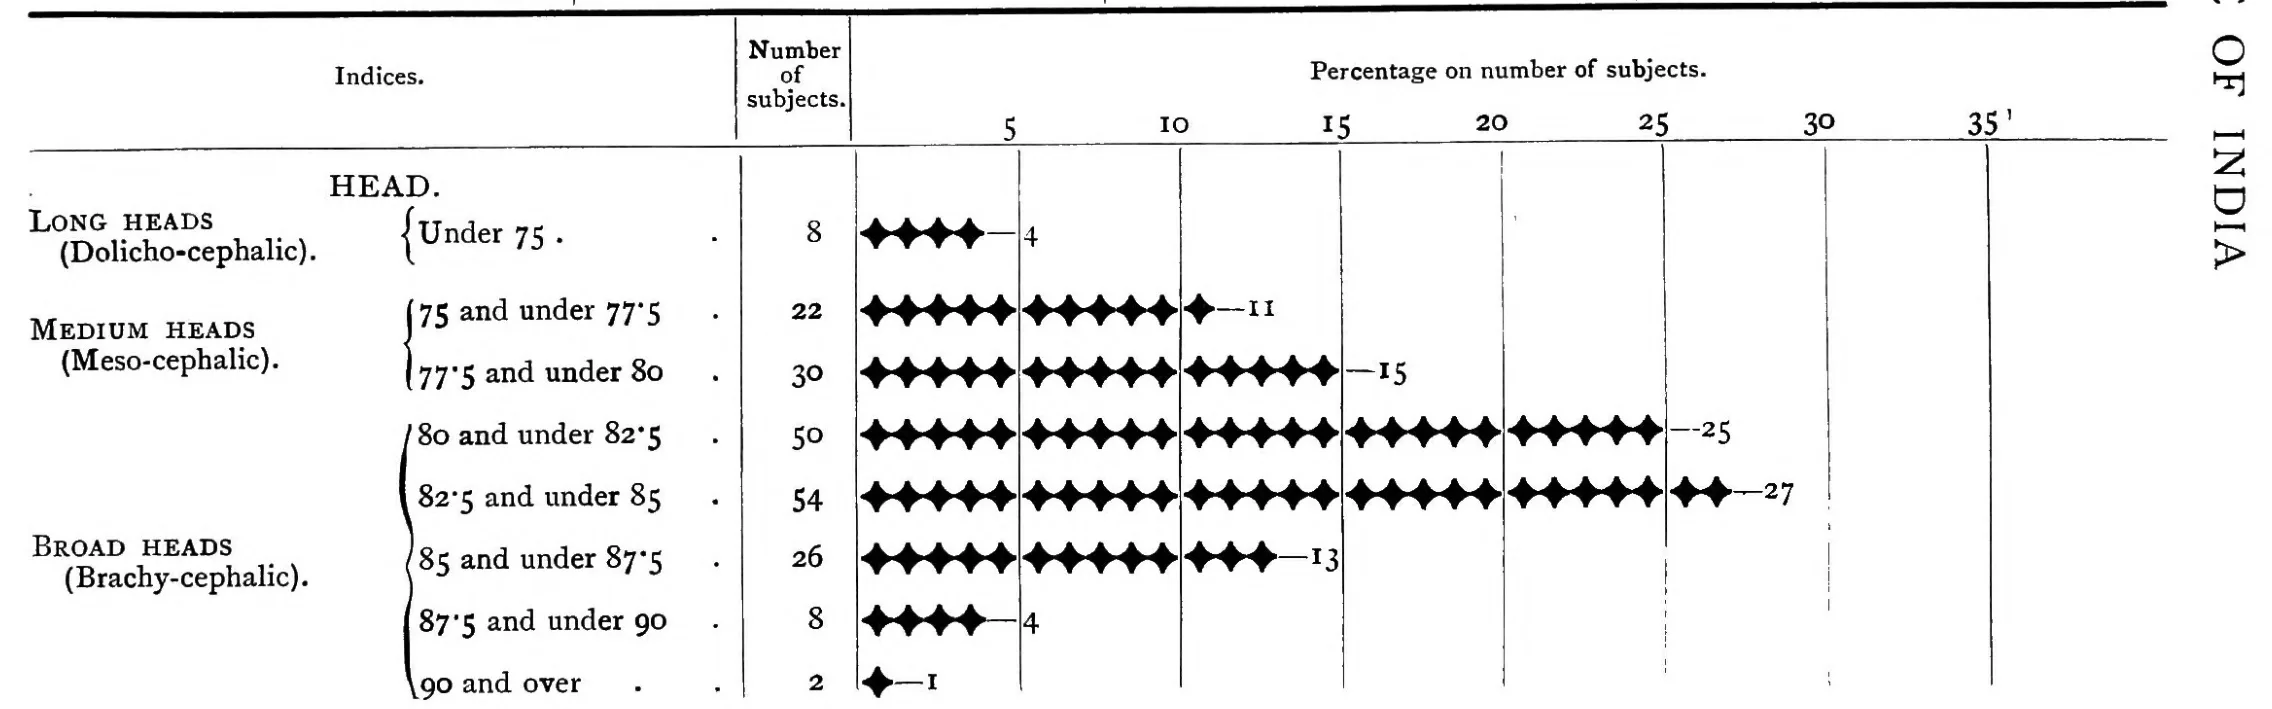 Indices.
Number
of
subjects.
Percentage on number of subjects.
5 10 15 20 25 30 35
HEAD.
LONG HEADS
(Dolicho-cephalic).
Under 75 . . 8 4
MEDIUM HEADS
(Meso-cephalic).
75 and under 77·5 . 22 11
77·5 and under 80 . 30 15
80 and under 82·5 . 50 25
82·5 and under 85 . 54 27
BROAD HEADS
(Brachy-cephalic).
85 and under 87·5 . 26 13
87·5 and under 90 . 8 4
90 and over . . 2 1
OF INDIA